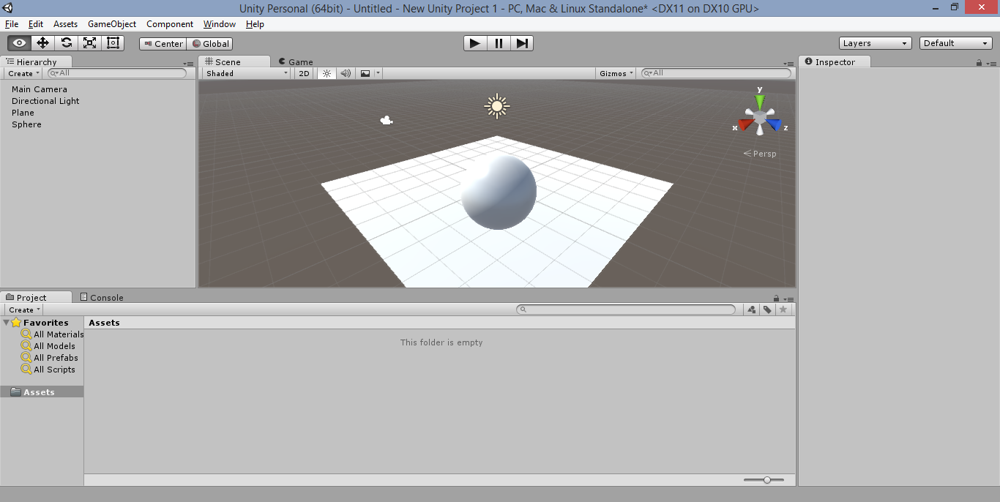 Unity Personal (64bit) - Untitled - New Unity Project 1 - PC, Mac & Linux Standalone* <DX11 on DX10 GPU>
File Edit Assets GameObject Component Window Help
Center Global Layers Default
Hierarchy
Create All
Main Camera
Directional Light
Plane
Sphere
Scene Game
Shaded 2D Gizmos All
y
x z
Persp
Inspector
Project Console
Create
Favorites
All Materials
All Models
All Prefabs
All Scripts
Assets
Assets
This folder is empty